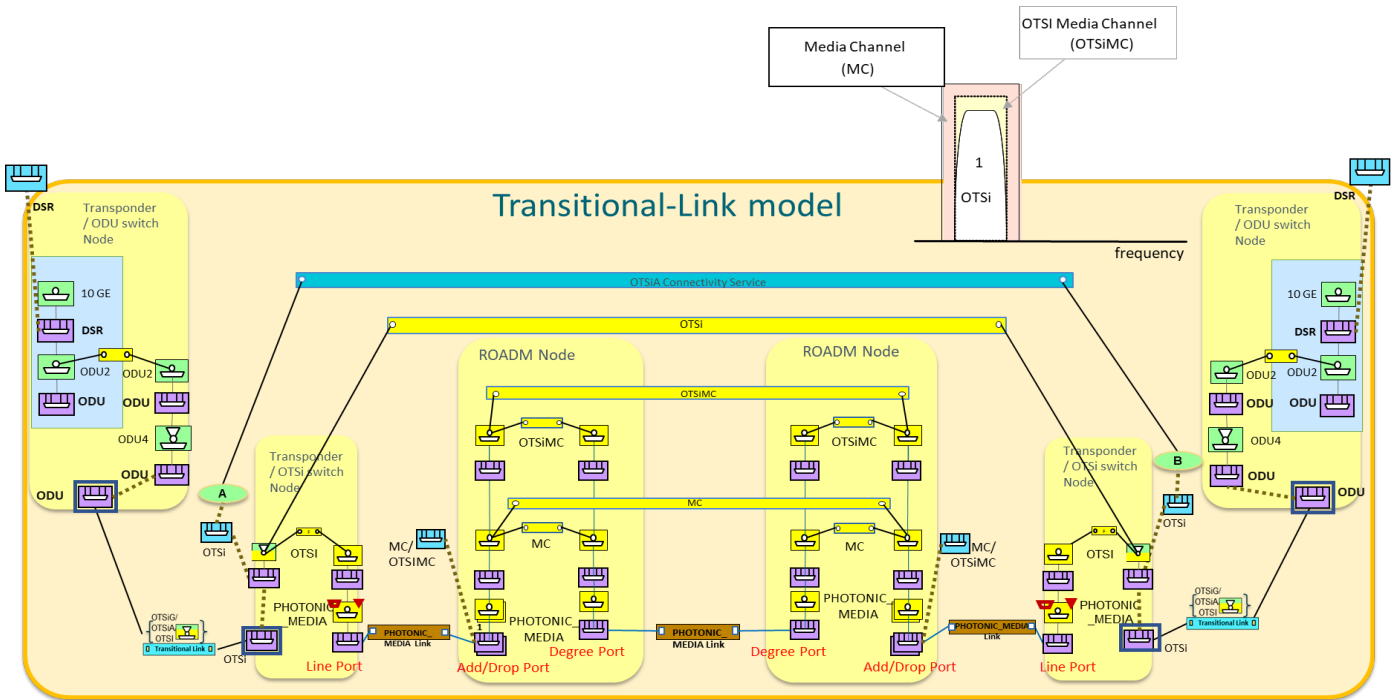 OTSI Media Channel
(OTSiMC)
Media Channel
(MC)
1
OTSi
frequency
Transitional-Link model
DSR
Transponder
/ ODU switch
Node
10 GE
DSR
ODU2
ODU2
ODU
ODU
ODU4
ODU
ODU
DSR
Transponder
/ ODU switch
Node
10 GE
DSR
ODU2
ODU2
ODU
ODU
ODU4
ODU
ODU
OTSiA Connectivity Service
OTSi
ROADM Node
ROADM Node
OTSiMC
OTSiMC
OTSiMC
MC
MC
MC
A
OTSi
Transponder
/ OTSi switch
Node
OTSI
PHOTONIC_
MEDIA
OTSiG/
OTSiA
OTSI
Transitional Link
OTSi
Line Port
PHOTONIC_
MEDIA Link
MC/
OTSIMC
1
PHOTONIC_
MEDIA
Add/Drop Port
Degree Port
PHOTONIC_
MEDIA Link
Degree Port
PHOTONIC_
MEDIA
Add/Drop Port
MC/
OTSiMC
PHOTONIC_MEDIA
Link
B
OTSi
Transponder
/ OTSi switch
Node
OTSI
PHOTONIC
_MEDIA
Line Port
OTSi
OTSiG/
OTSiA
OTSI
Transitional Link